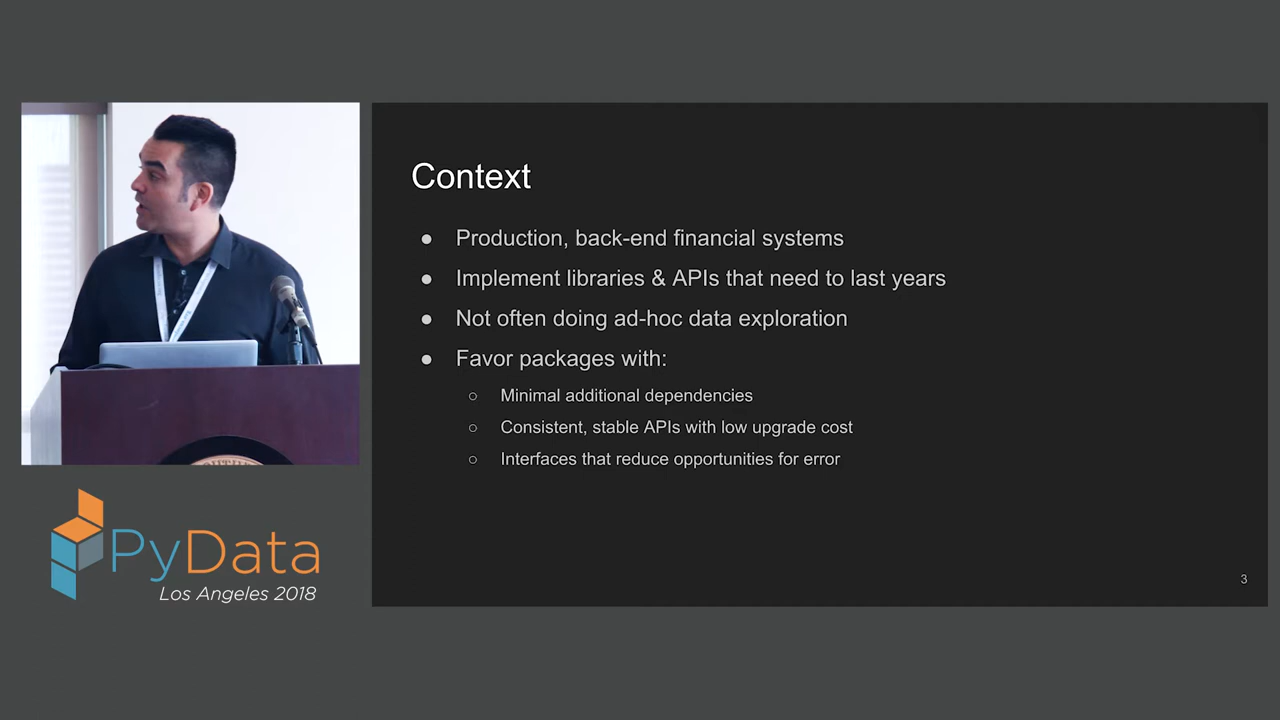 Context
● Production, back-end financial systems
● Implement libraries & APIs that need to last years
● Not often doing ad-hoc data exploration
● Favor packages with:
○ Minimal additional dependencies
○ Consistent, stable APIs with low upgrade cost
○ Interfaces that reduce opportunities for error
3
PyData
Los Angeles 2018